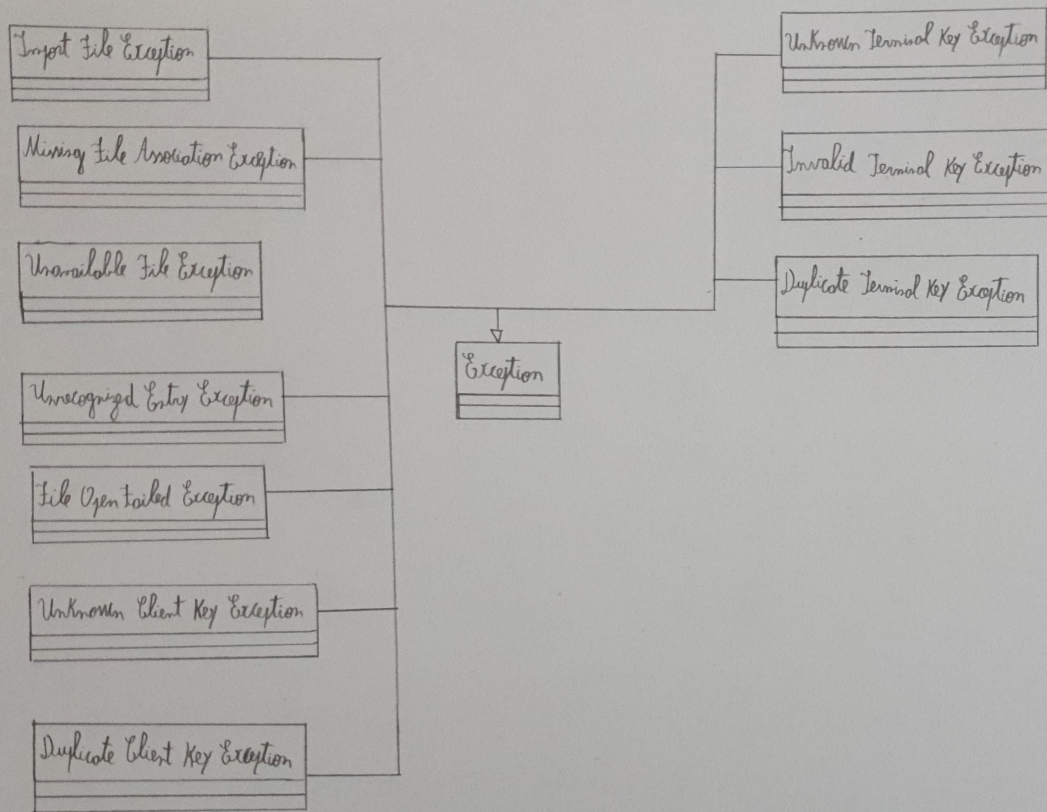 Import File Exception
Missing File Association Exception
Unavailable File Exception
Unrecognized Entry Exception
File Open Failed Exception
Unknown Client Key Exception
Duplicate Client Key Exception
Exception
Unknown Terminal Key Exception
Invalid Terminal Key Exception
Duplicate Terminal Key Exception